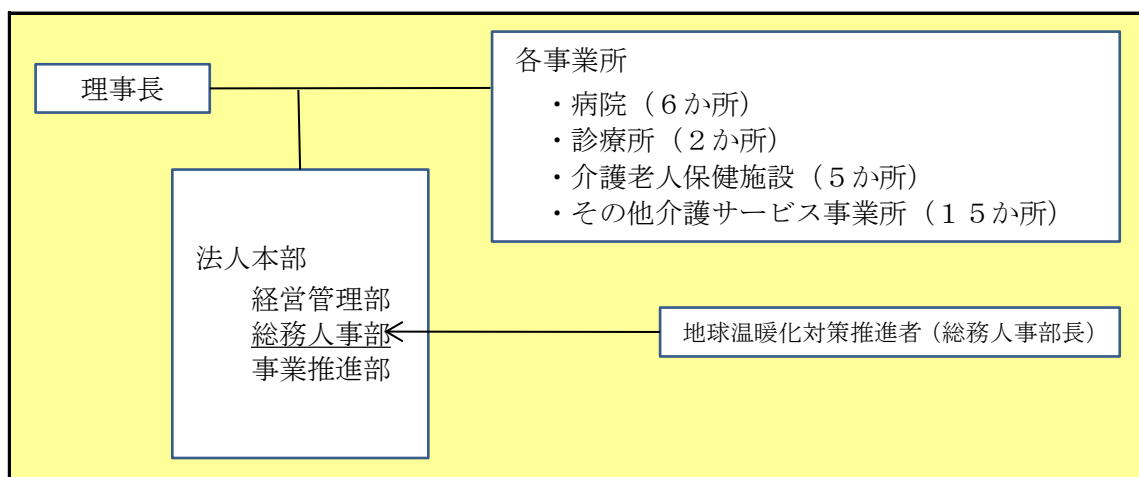 理事長
各事業所
・病院（６か所）
・診療所（２か所）
・介護老人保健施設（５か所）
・その他介護サービス事業所（１５か所）
法人本部
経営管理部
総務人事部
事業推進部
地球温暖化対策推進者（総務人事部長）